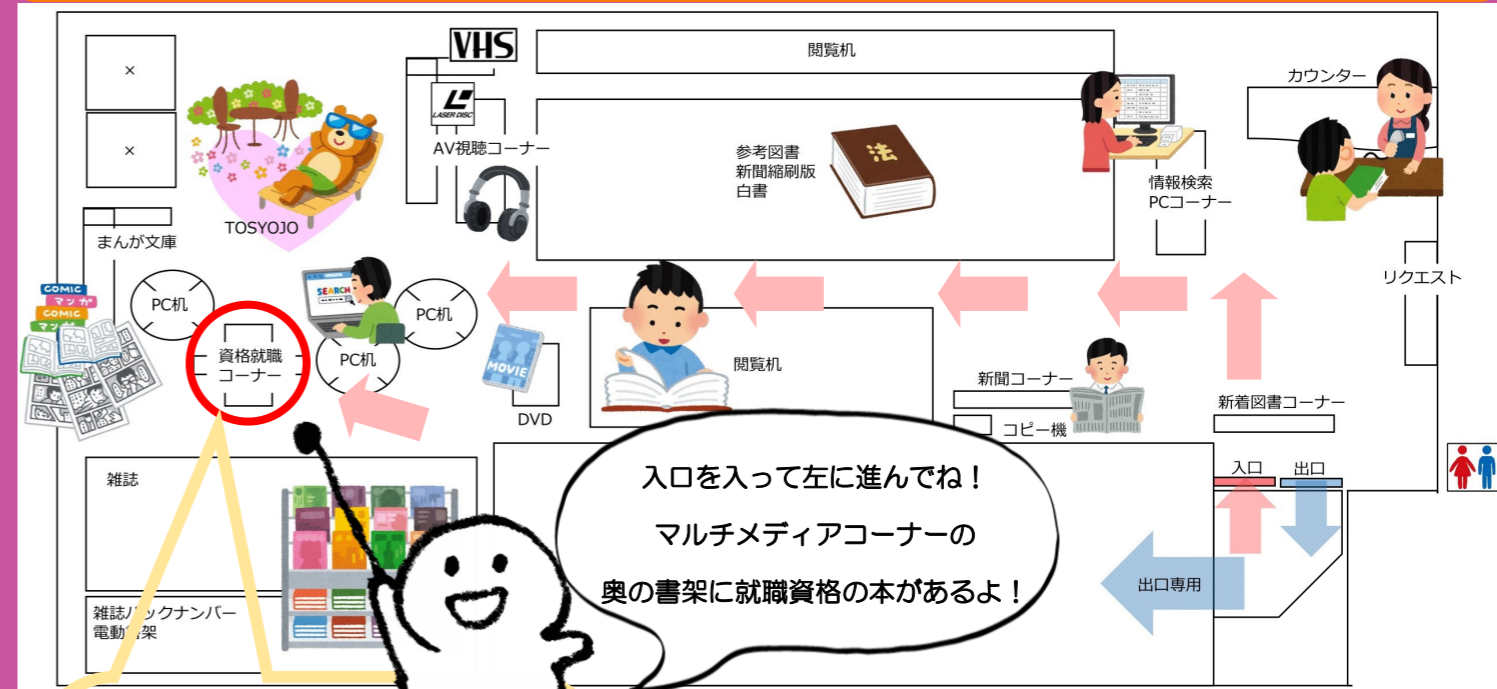 ×
×
VHS
LASER DISC
AV視聴コーナー
閲覧机
カウンター
参考図書
新聞縮刷版
白書
法
情報検索
PCコーナー
TOSYOJO
まんが文庫
リクエスト
COMIC
マンガ
COMIC
マンガ
PC机
SEARCH
PC机
資格就職
コーナー
PC机
MOVIE
DVD
閲覧机
新聞コーナー
コピー機
新着図書コーナー
入口
出口
雑誌
雑誌バックナンバー
電動書架
入口を入って左に進んでね!
マルチメディアコーナーの
奥の書架に就職資格の本があるよ!
出口専用